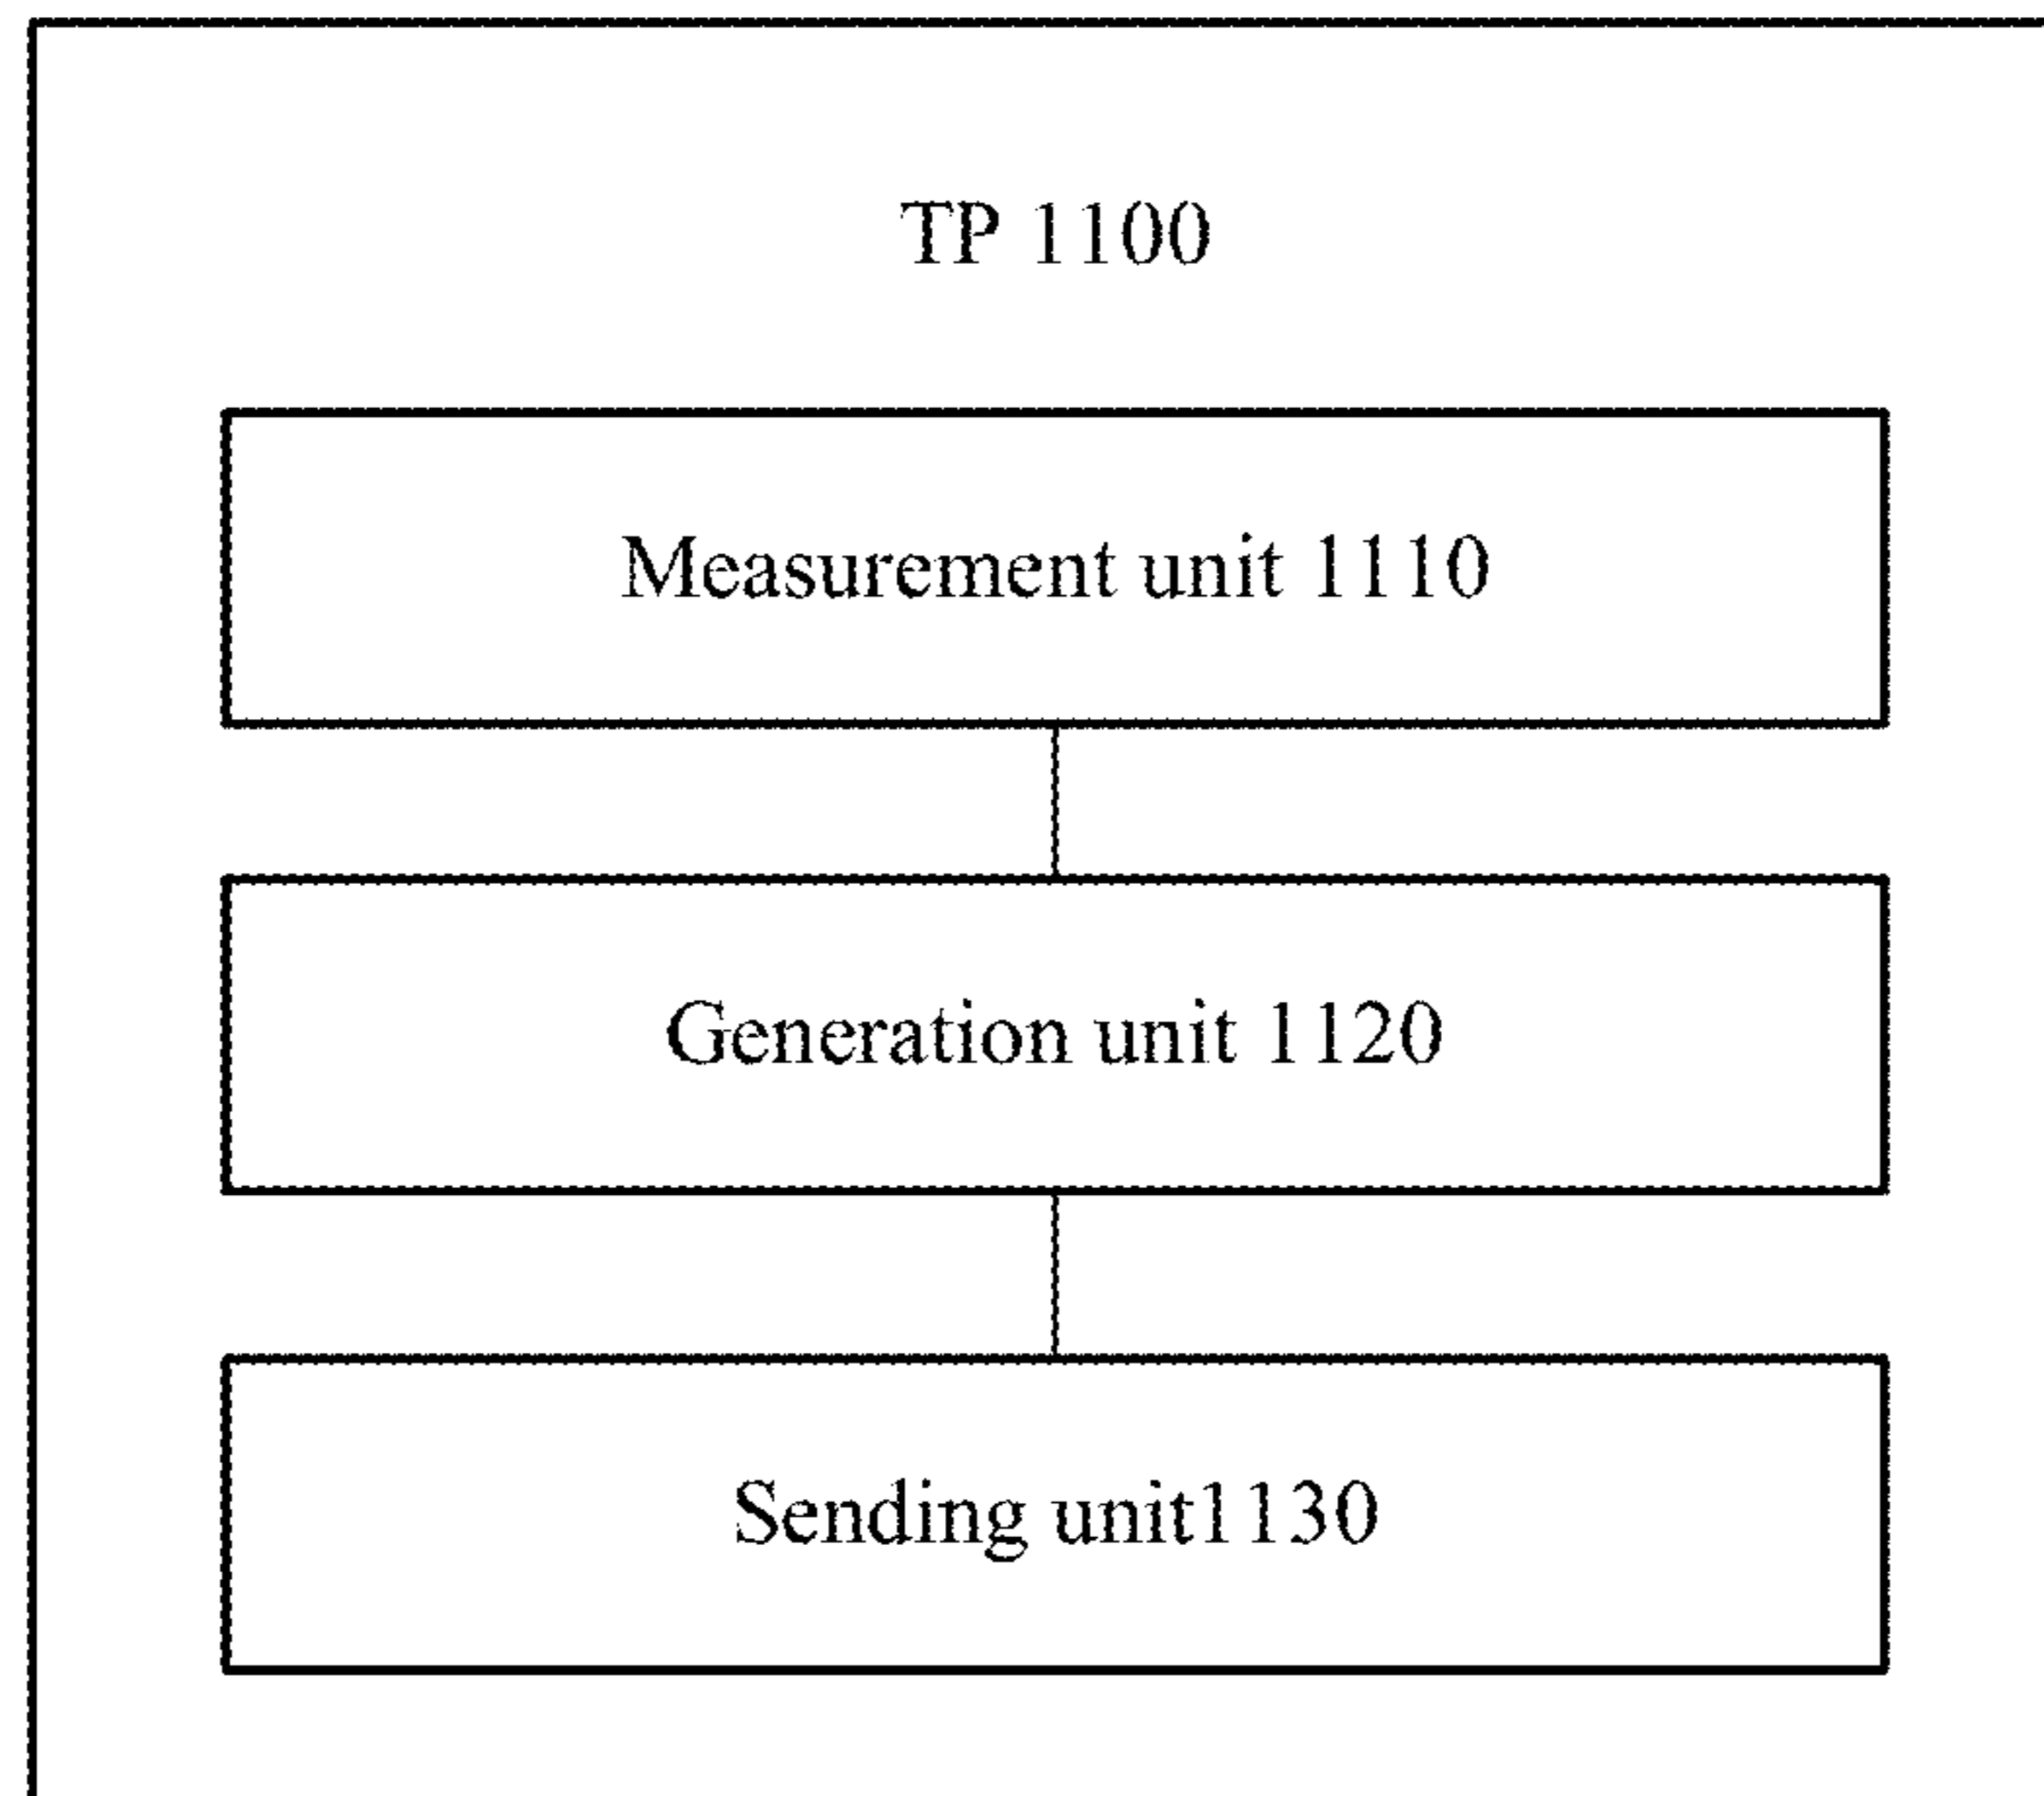 TP 1100
Measurement unit 1110
Generation unit 1120
Sending unit1130